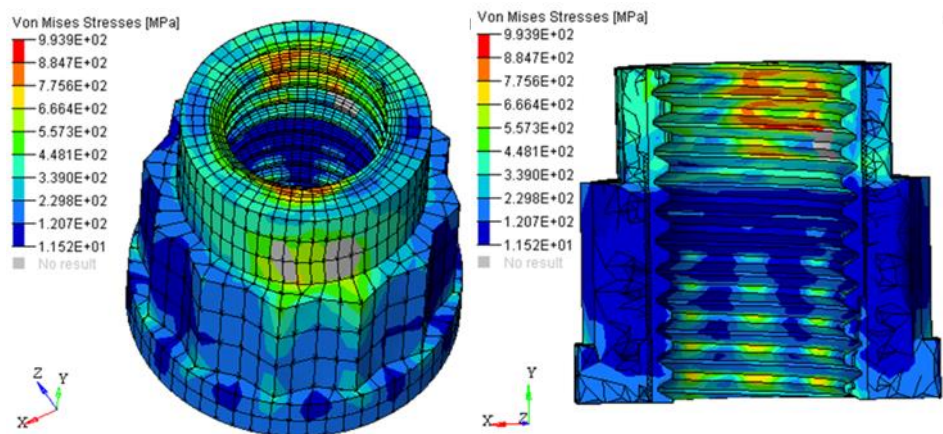 Von Mises Stresses [MPa]
9.939E+02
8.847E+02
7.756E+02
6.664E+02
5.573E+02
4.481E+02
3.390E+02
2.298E+02
1.207E+02
1.152E+01
No result
Z
Y
X
Von Mises Stresses [MPa]
9.939E+02
8.847E+02
7.756E+02
6.664E+02
5.573E+02
4.481E+02
3.390E+02
2.298E+02
1.207E+02
1.152E+01
No result
Y
X
Z